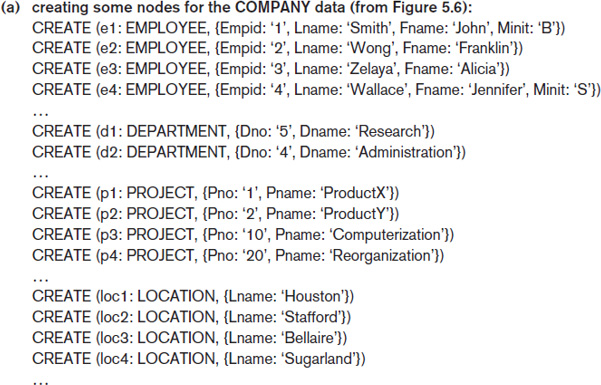 (a) creating some nodes for the COMPANY data (from Figure 5.6):
CREATE (e1: EMPLOYEE, {Empid: ‘1’, Lname: ‘Smith’, Fname: ‘John’, Minit: ‘B’})
CREATE (e2: EMPLOYEE, {Empid: ‘2’, Lname: ‘Wong’, Fname: ‘Franklin’})
CREATE (e3: EMPLOYEE, {Empid: ‘3’, Lname: ‘Zelaya’, Fname: ‘Alicia’})
CREATE (e4: EMPLOYEE, {Empid: ‘4’, Lname: ‘Wallace’, Fname: ‘Jennifer’, Minit: ‘S’})
…
CREATE (d1: DEPARTMENT, {Dno: ‘5’, Dname: ‘Research’})
CREATE (d2: DEPARTMENT, {Dno: ‘4’, Dname: ‘Administration’})
…
CREATE (p1: PROJECT, {Pno: ‘1’, Pname: ‘ProductX’})
CREATE (p2: PROJECT, {Pno: ‘2’, Pname: ‘ProductY’})
CREATE (p3: PROJECT, {Pno: ‘10’, Pname: ‘Computerization’})
CREATE (p4: PROJECT, {Pno: ‘20’, Pname: ‘Reorganization’})
…
CREATE (loc1: LOCATION, {Lname: ‘Houston’})
CREATE (loc2: LOCATION, {Lname: ‘Stafford’})
CREATE (loc3: LOCATION, {Lname: ‘Bellaire’})
CREATE (loc4: LOCATION, {Lname: ‘Sugarland’})
…